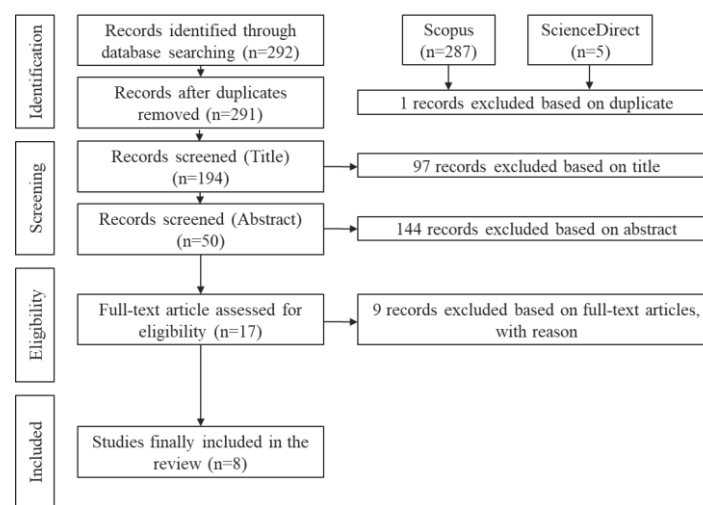 Identification
Records identified through
database searching (n=292)
Scopus
(n=287)
ScienceDirect
(n=5)
Records after duplicates
removed (n=291)
1 records excluded based on duplicate
Screening
Records screened (Title)
(n=194)
97 records excluded based on title
Records screened (Abstract)
(n=50)
144 records excluded based on abstract
Eligibility
Full-text article assessed for
eligibility (n=17)
9 records excluded based on full-text articles,
with reason
Included
Studies finally included in the
review (n=8)